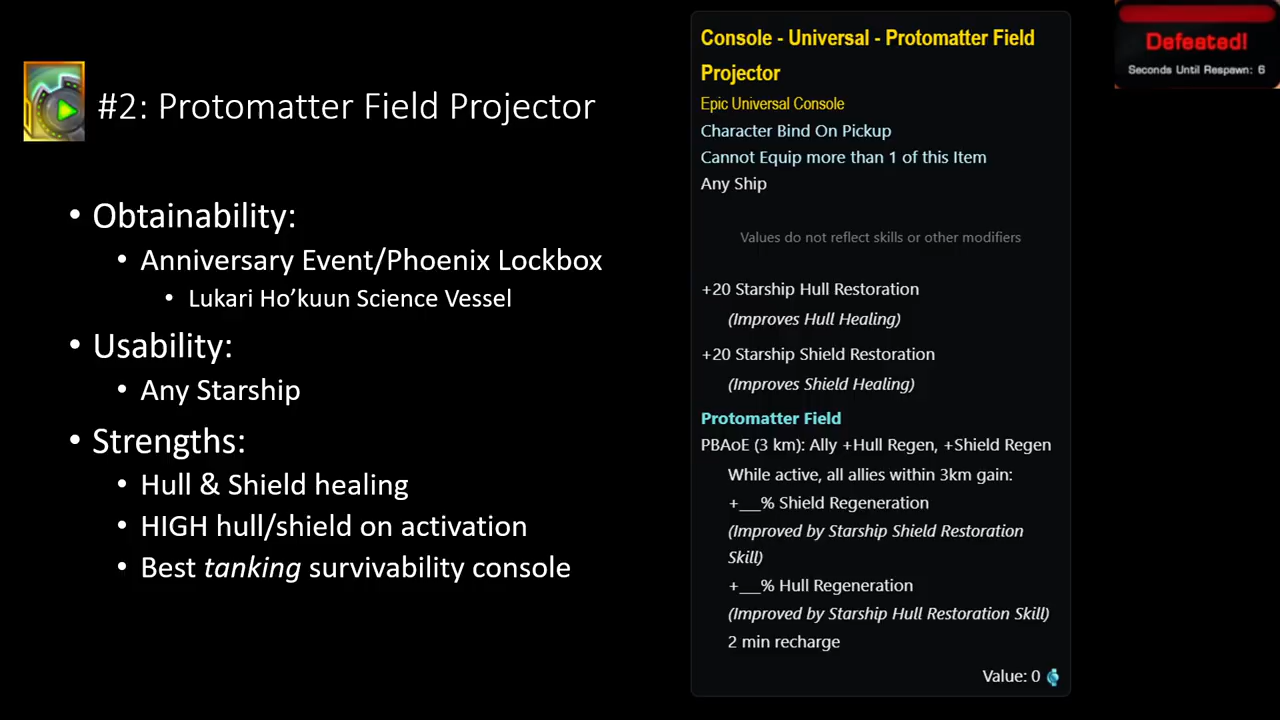 #2: Protomatter Field Projector
• Obtainability:
• Anniversary Event/Phoenix Lockbox
• Lukari Ho’kuun Science Vessel
• Usability:
• Any Starship
• Strengths:
• Hull & Shield healing
• HIGH hull/shield on activation
• Best tanking survivability console
Console - Universal - Protomatter Field
Projector
Epic Universal Console
Character Bind On Pickup
Cannot Equip more than 1 of this Item
Any Ship
Values do not reflect skills or other modifiers
+20 Starship Hull Restoration
(Improves Hull Healing)
+20 Starship Shield Restoration
(Improves Shield Healing)
Protomatter Field
PBAoE (3 km): Ally +Hull Regen, +Shield Regen
While active, all allies within 3km gain:
+__% Shield Regeneration
(Improved by Starship Shield Restoration
Skill)
+__% Hull Regeneration
(Improved by Starship Hull Restoration Skill)
2 min recharge
Value: 0
Defeated!
Seconds Until Respawn: 6